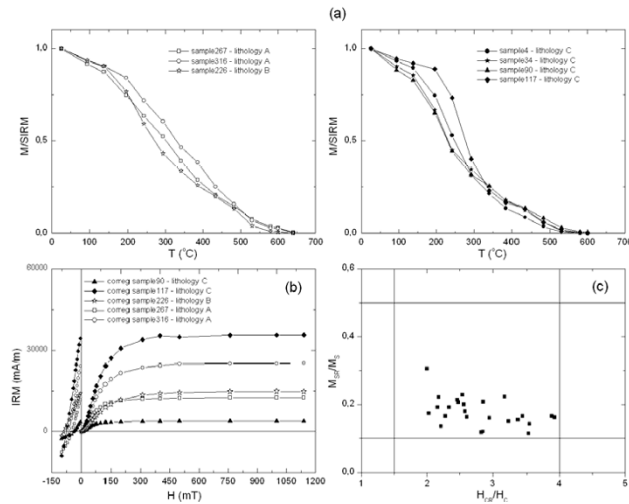 (a)
1,0
0,5
0,0
M/SIRM
0 100 200 300 400 500 600 700
T (°C)
sample267 - lithology A
sample316 - lithology A
sample226 - lithology B
1,0
0,5
0,0
M/SIRM
0 100 200 300 400 500 600 700
T (°C)
sample4 - lithology C
sample34 - lithology C
sample90 - lithology C
sample117 - lithology C
(b)
60000
30000
0
IRM (mA/m)
-150 0 150 300 450 600 750 900 1050 1200
H (mT)
correg sample90 - lithology C
correg sample117 - lithology C
correg sample226 - lithology B
correg sample267 - lithology A
correg sample316 - lithology A
(c)
0,6
0,4
0,2
0,0
MSR/MS
1 2 3 4 5
HCR/HC